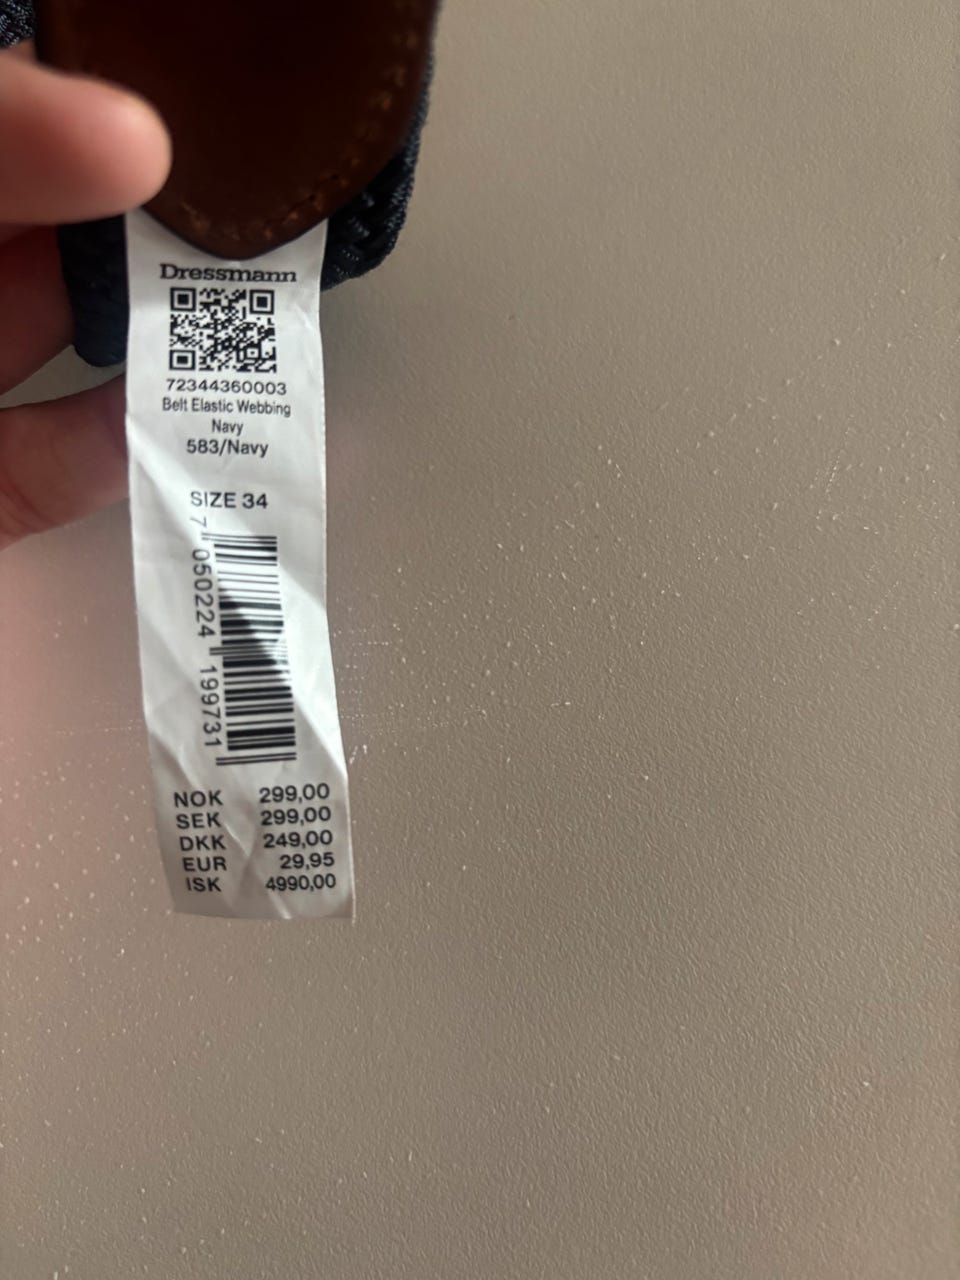 Dressmann
72344360003
Belt Elastic Webbing
Navy
583/Navy
SIZE 34
7 050224 199731
NOK 299,00
SEK 299,00
DKK 249,00
EUR 29,95
ISK 4990,00